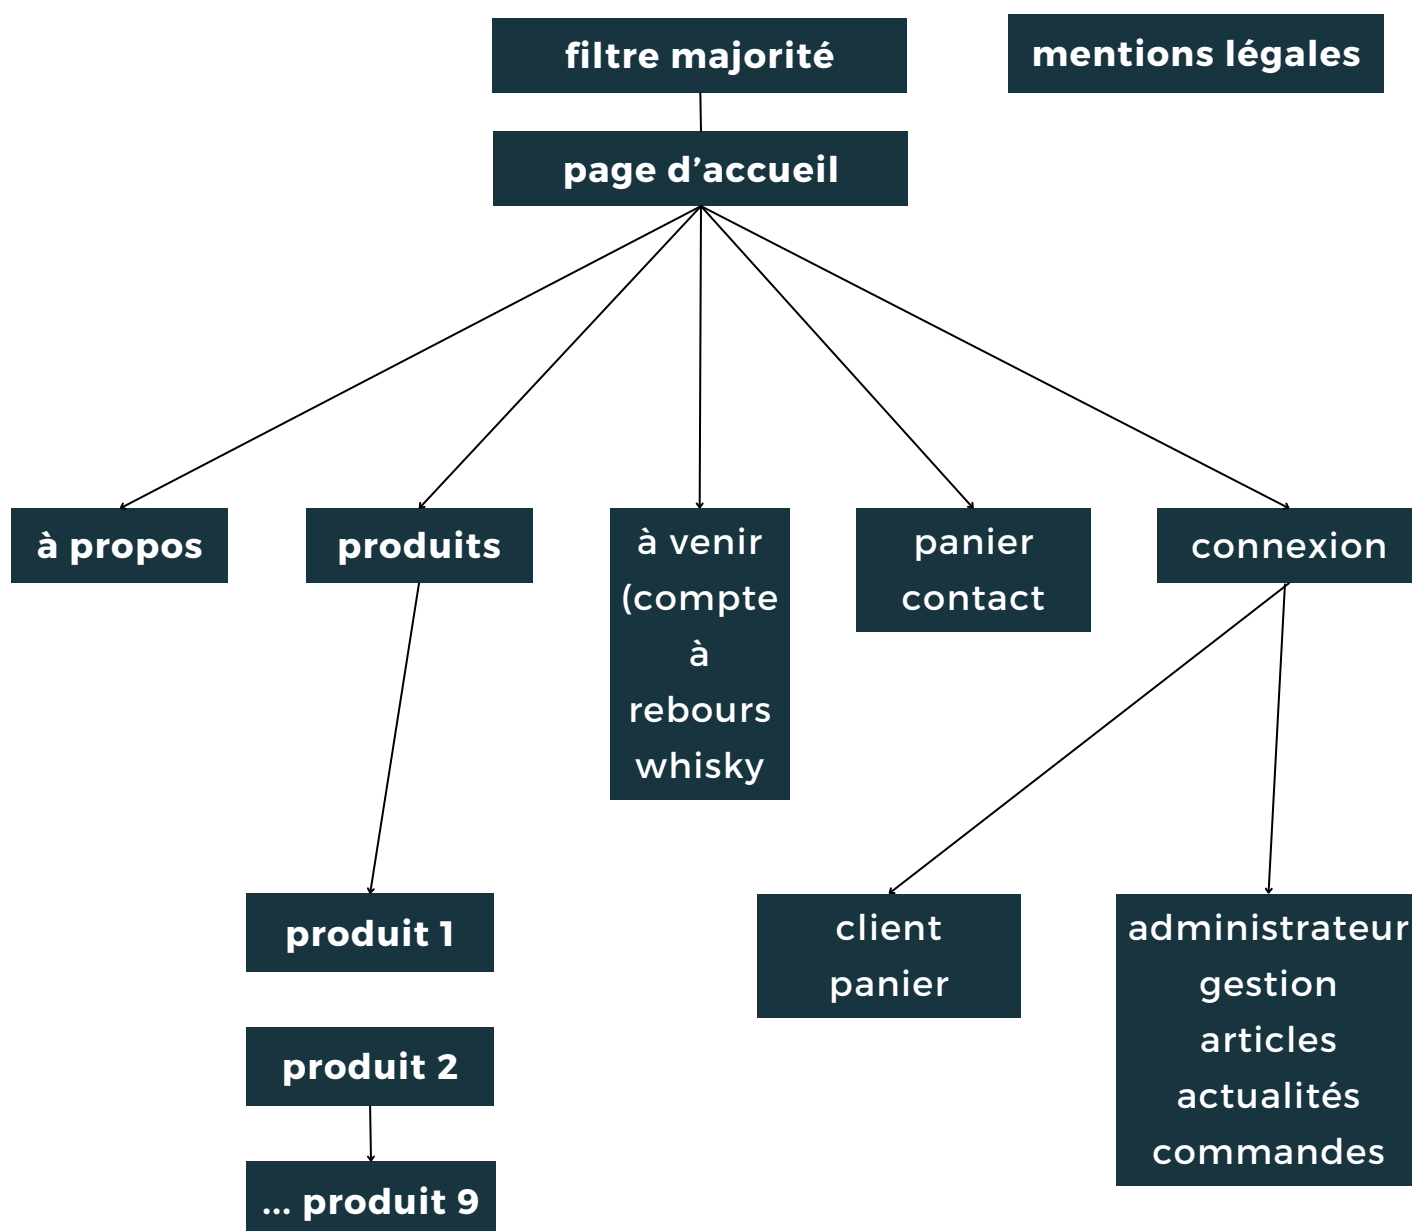 filtre majorité
mentions légales
page d’accueil
à propos
produits
à venir
(compte
à
rebours
whisky
panier
contact
connexion
produit 1
produit 2
... produit 9
client
panier
administrateur
gestion
articles
actualités
commandes